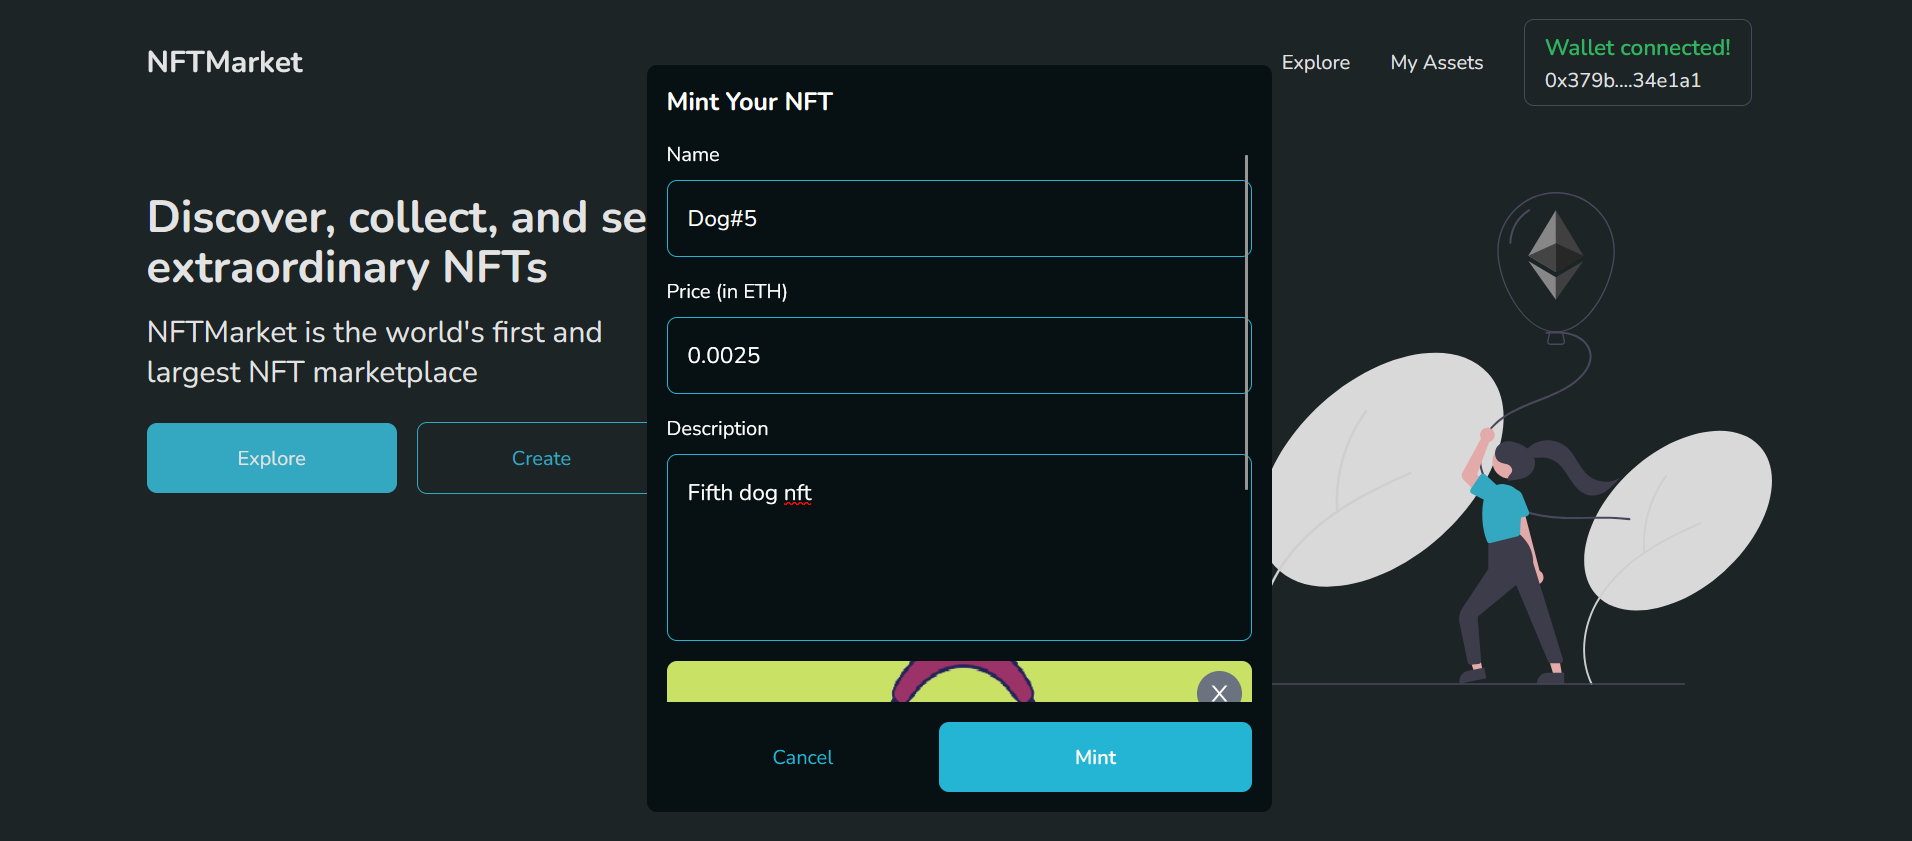 NFTMarket
Explore
My Assets
Wallet connected!
0x379b....34e1a1
Discover, collect, and se
extraordinary NFTs
NFTMarket is the world's first and
largest NFT marketplace
Explore
Create
Mint Your NFT
Name
Dog#5
Price (in ETH)
0.0025
Description
Fifth dog nft
X
Cancel
Mint